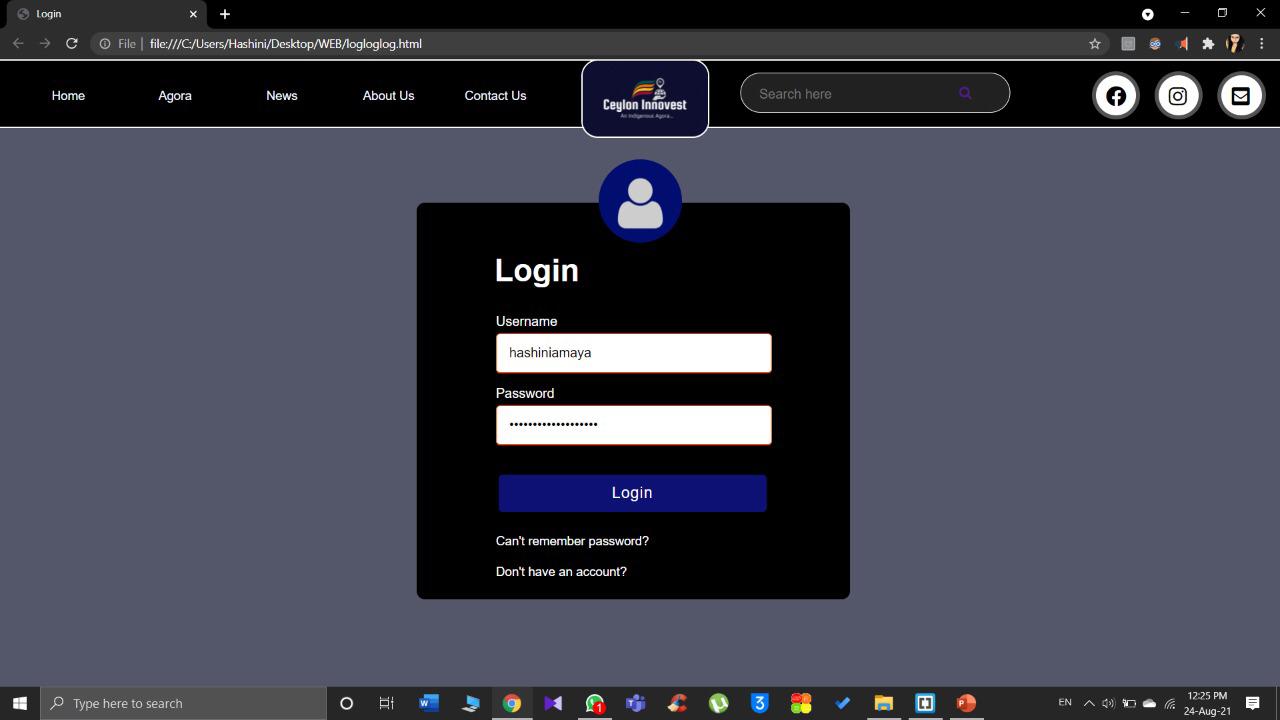 Login
File
file:///C:/Users/Hashini/Desktop/WEB/logloglog.html
Home
Agora
News
About Us
Contact Us
Ceylon Innovest
An Indigenous Agora...
Search here
Login
Username
hashiniamaya
Password
•••••••••••••••••••
Login
Can't remember password?
Don't have an account?
Type here to search
1
EN
12:25 PM
24-Aug-21